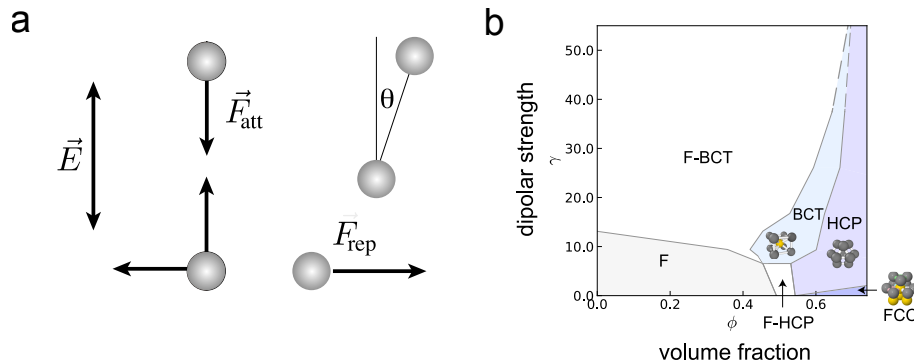 a
E
F att
θ
F rep
b
dipolar strength
γ
50.0
40.0
30.0
20.0
10.0
0.0
F-BCT
BCT
HCP
F
FCC
0.0
0.2
0.4
0.6
ϕ
F-HCP
volume fraction